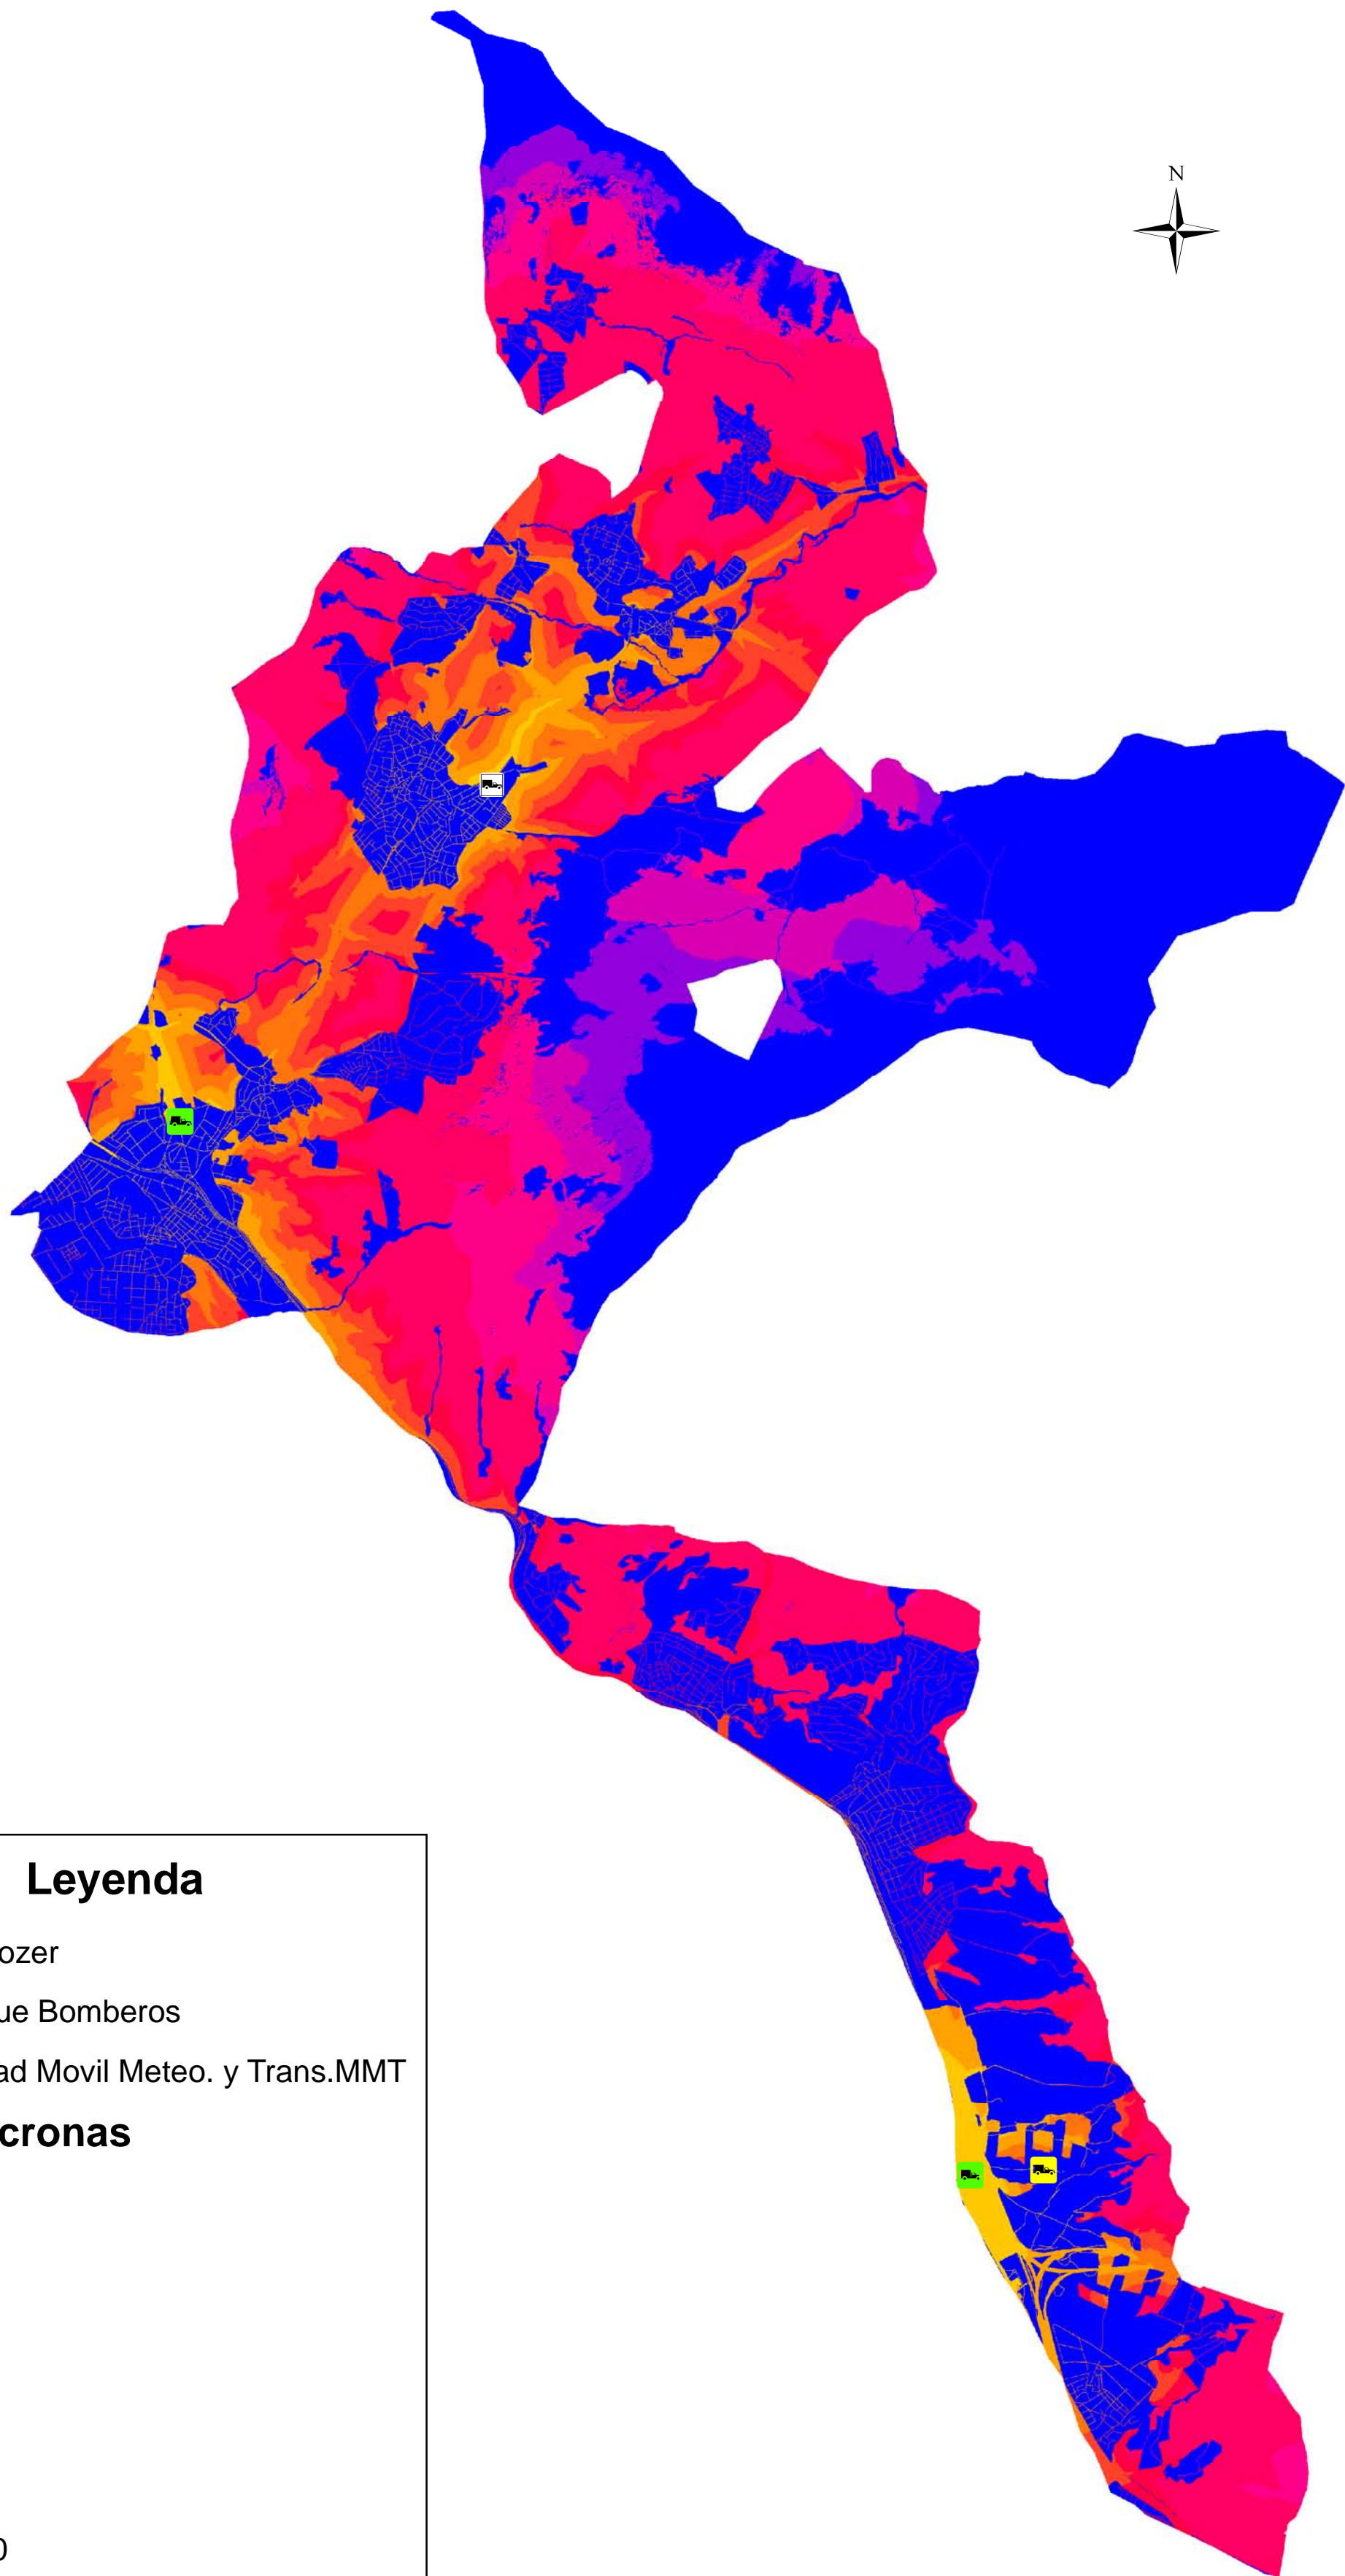 N
Leyenda
ozer
ue Bomberos
ad Movil Meteo. y Trans.MMT
cronas
0